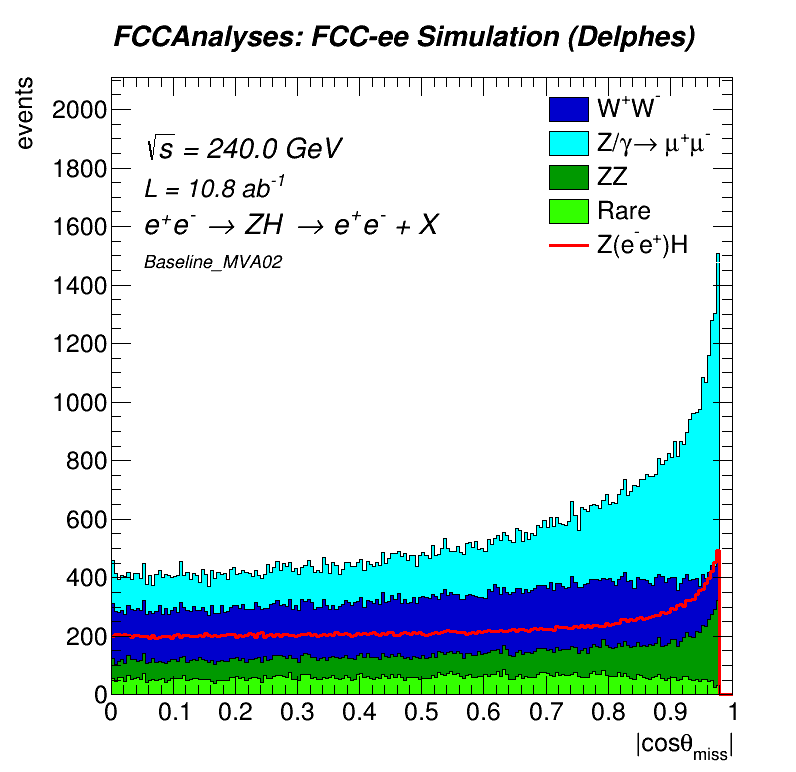 FCCAnalyses: FCC-ee Simulation (Delphes)
events
2000
1800
1600
1400
1200
1000
800
600
400
200
0
√s = 240.0 GeV
L = 10.8 ab⁻¹
e⁺e⁻ → ZH → e⁺e⁻ + X
Baseline_MVA02
W⁺W⁻
Z/γ→ μ⁺μ⁻
ZZ
Rare
Z(e⁻e⁺)H
0 0.1 0.2 0.3 0.4 0.5 0.6 0.7 0.8 0.9 1
|cosθ_miss|